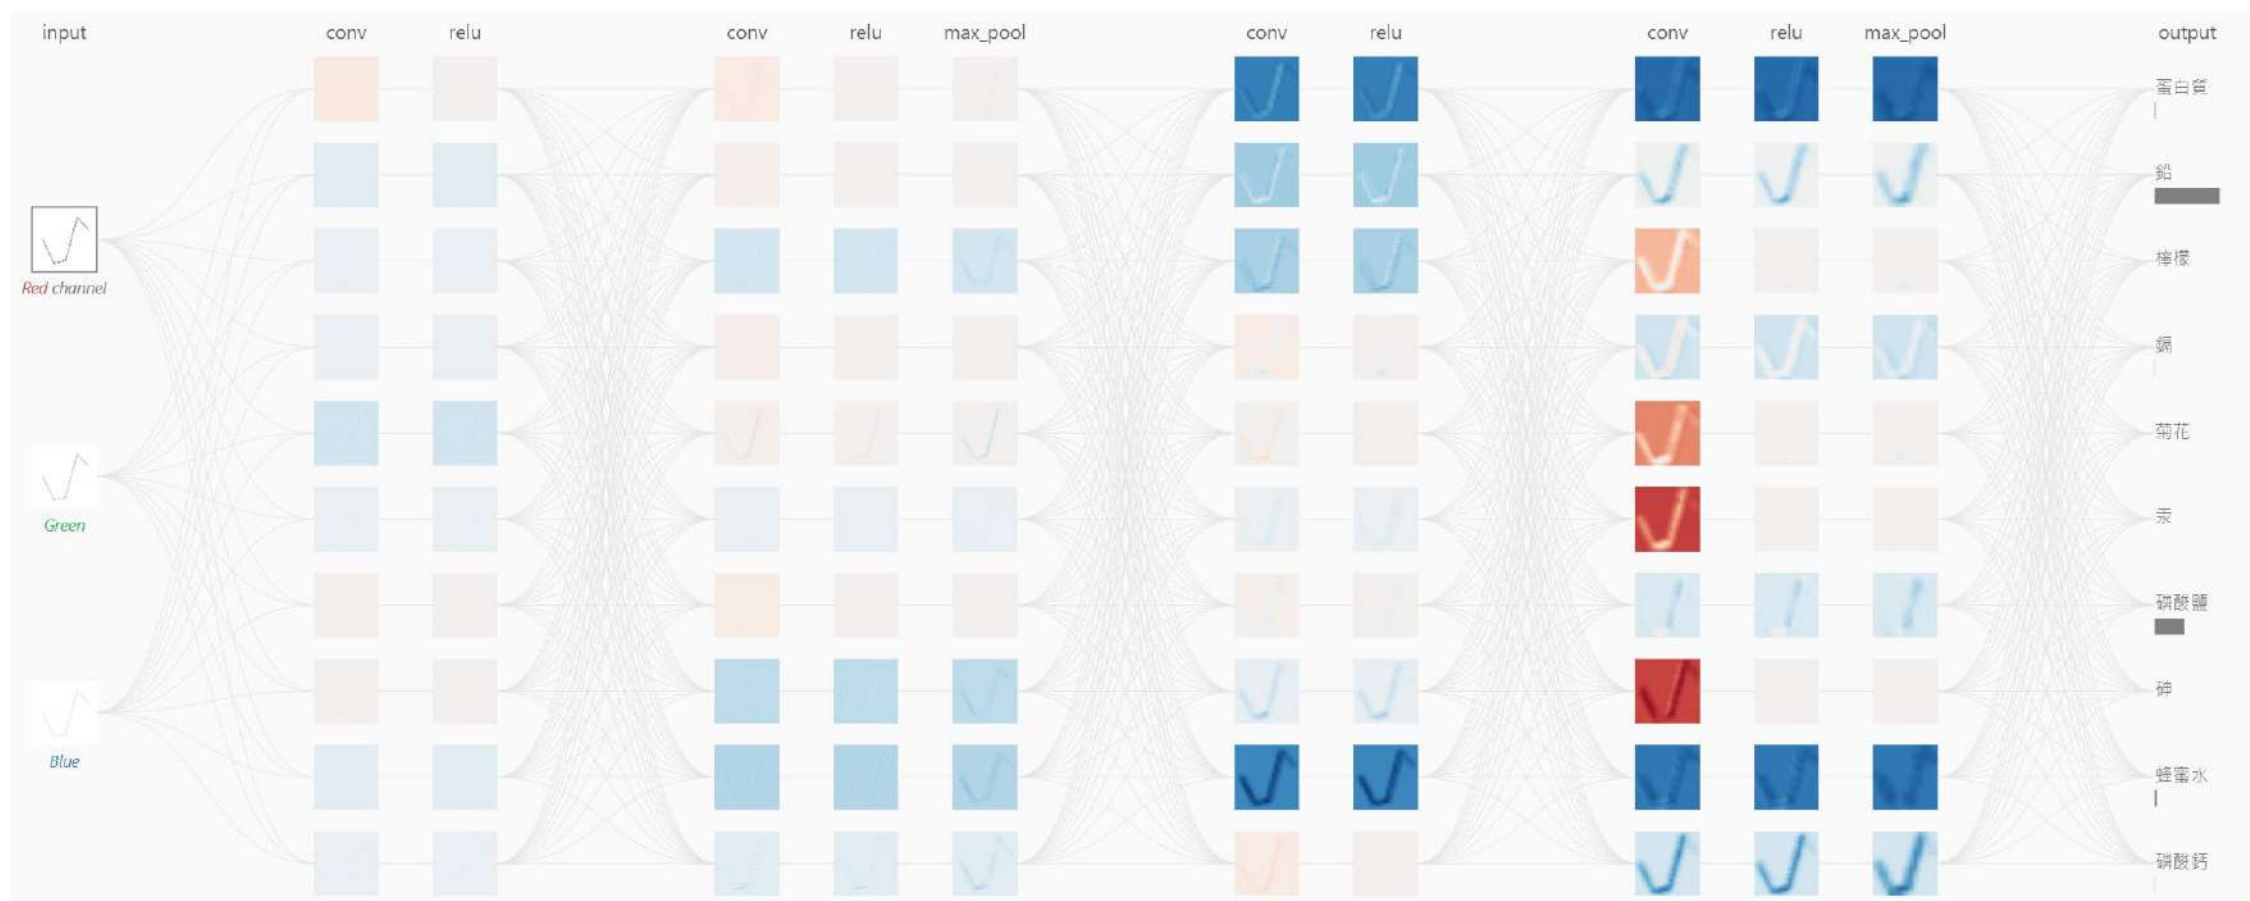 input conv relu conv relu max_pool conv relu conv relu max_pool output
蛋白質
鉛
Red channel
檸檬
鎘
菊花
Green
汞
磷酸鹽
砷
Blue
蜂蜜水
磷酸鈣